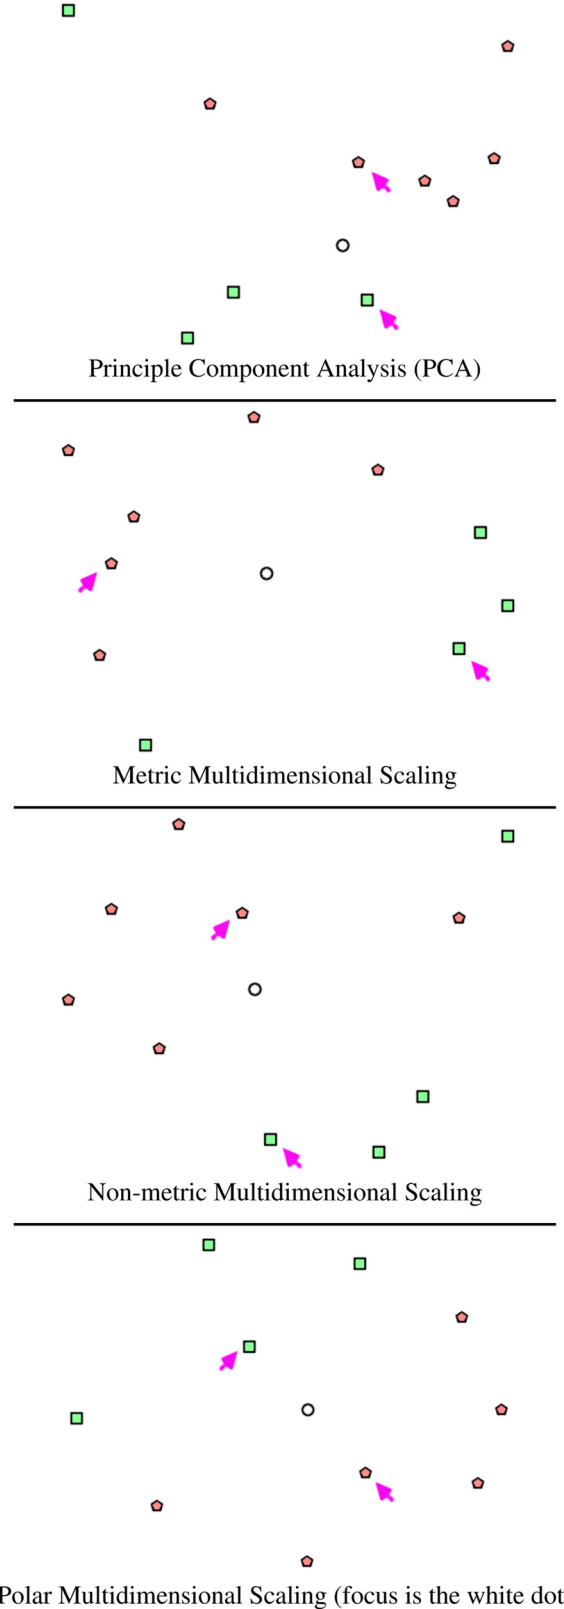 Principle Component Analysis (PCA)
Metric Multidimensional Scaling
Non-metric Multidimensional Scaling
Polar Multidimensional Scaling (focus is the white dot